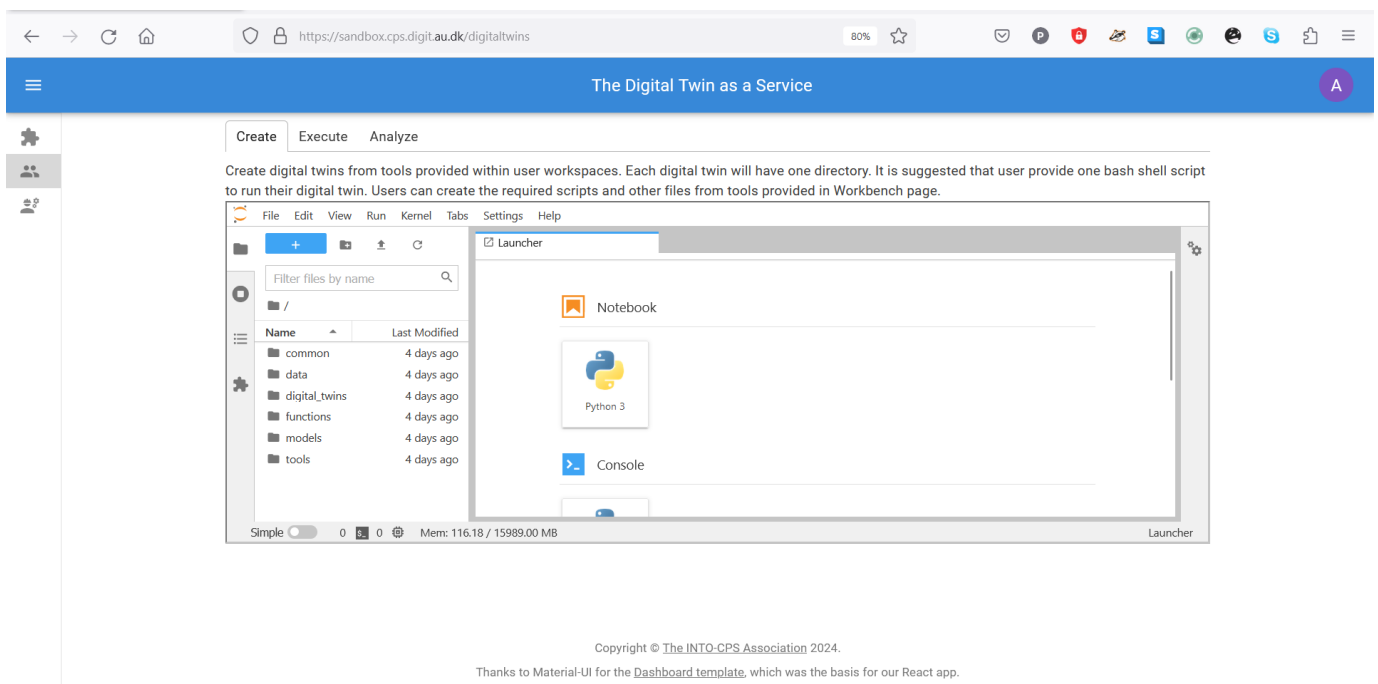 https://sandbox.cps.digit.au.dk/digitaltwins
80%
P
S
S
The Digital Twin as a Service
A
Create Execute Analyze
Create digital twins from tools provided within user workspaces. Each digital twin will have one directory. It is suggested that user provide one bash shell script
to run their digital twin. Users can create the required scripts and other files from tools provided in Workbench page.
File Edit View Run Kernel Tabs Settings Help
+
Launcher
Filter files by name
/
Name Last Modified
common 4 days ago
data 4 days ago
digital_twins 4 days ago
functions 4 days ago
models 4 days ago
tools 4 days ago
Notebook
Python 3
Console
Simple 0 0 Mem: 116.18 / 15989.00 MB Launcher
Copyright © The INTO-CPS Association 2024.
Thanks to Material-UI for the Dashboard template, which was the basis for our React app.